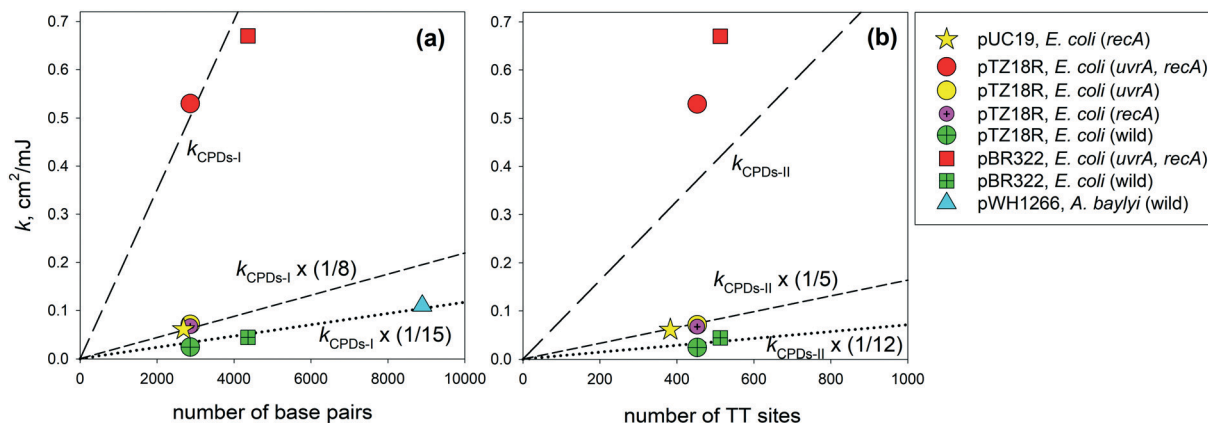 0.7
0.6
0.5
0.4
0.3
0.2
0.1
0.0
k, cm²/mJ
(a)
kCPDs-I
kCPDs-I x (1/8)
kCPDs-I x (1/15)
0 2000 4000 6000 8000 10000
number of base pairs
0.7
0.6
0.5
0.4
0.3
0.2
0.1
0.0
(b)
kCPDs-II
kCPDs-II x (1/5)
kCPDs-II x (1/12)
0 200 400 600 800 1000
number of TT sites
pUC19, E. coli (recA)
pTZ18R, E. coli (uvrA, recA)
pTZ18R, E. coli (uvrA)
pTZ18R, E. coli (recA)
pTZ18R, E. coli (wild)
pBR322, E. coli (uvrA, recA)
pBR322, E. coli (wild)
pWH1266, A. baylyi (wild)